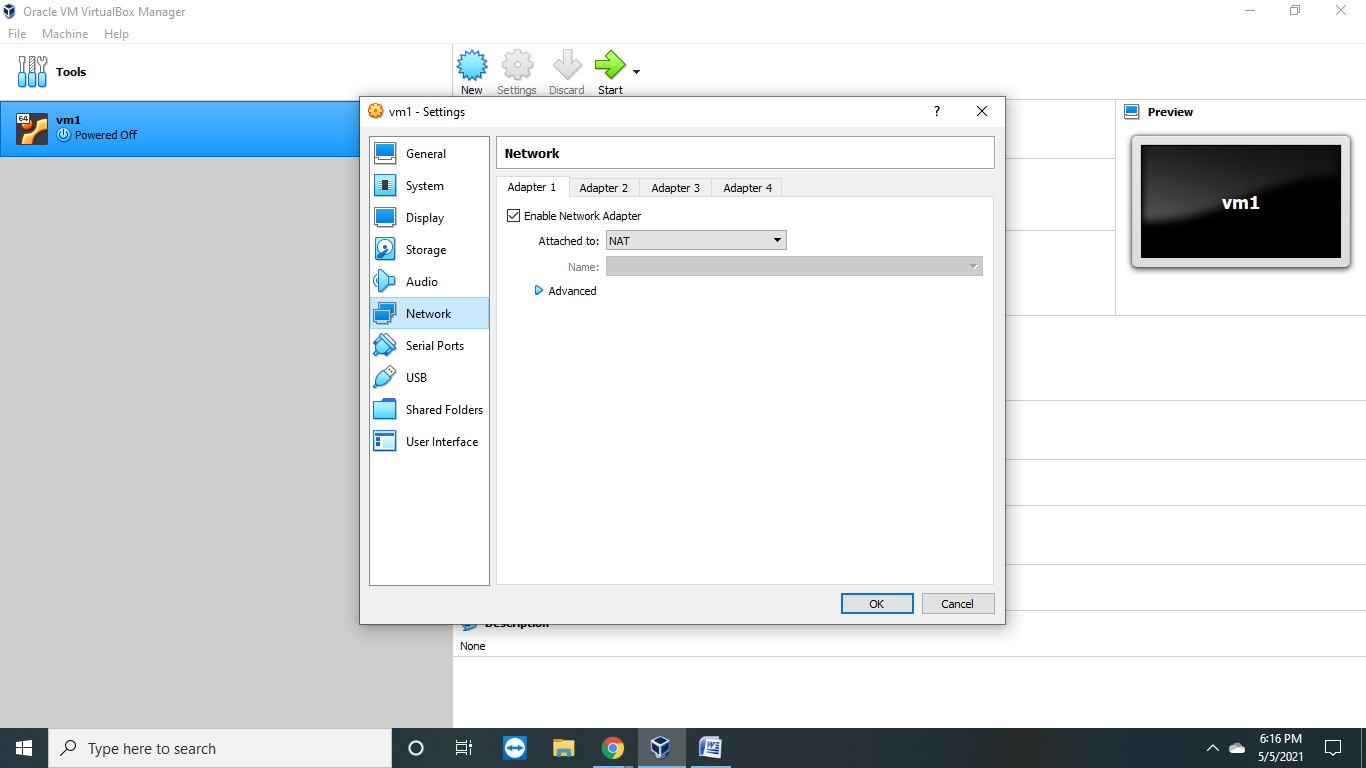 Oracle VM VirtualBox Manager
File Machine Help
Tools
New
Settings
Discard
Start
64
vm1
Powered Off
Preview
vm1
vm1 - Settings
?
General
System
Display
Storage
Audio
Network
Serial Ports
USB
Shared Folders
User Interface
Network
Adapter 1 Adapter 2 Adapter 3 Adapter 4
Enable Network Adapter
Attached to: NAT
Name:
Advanced
OK Cancel
Description
None
Type here to search
6:16 PM
5/5/2021